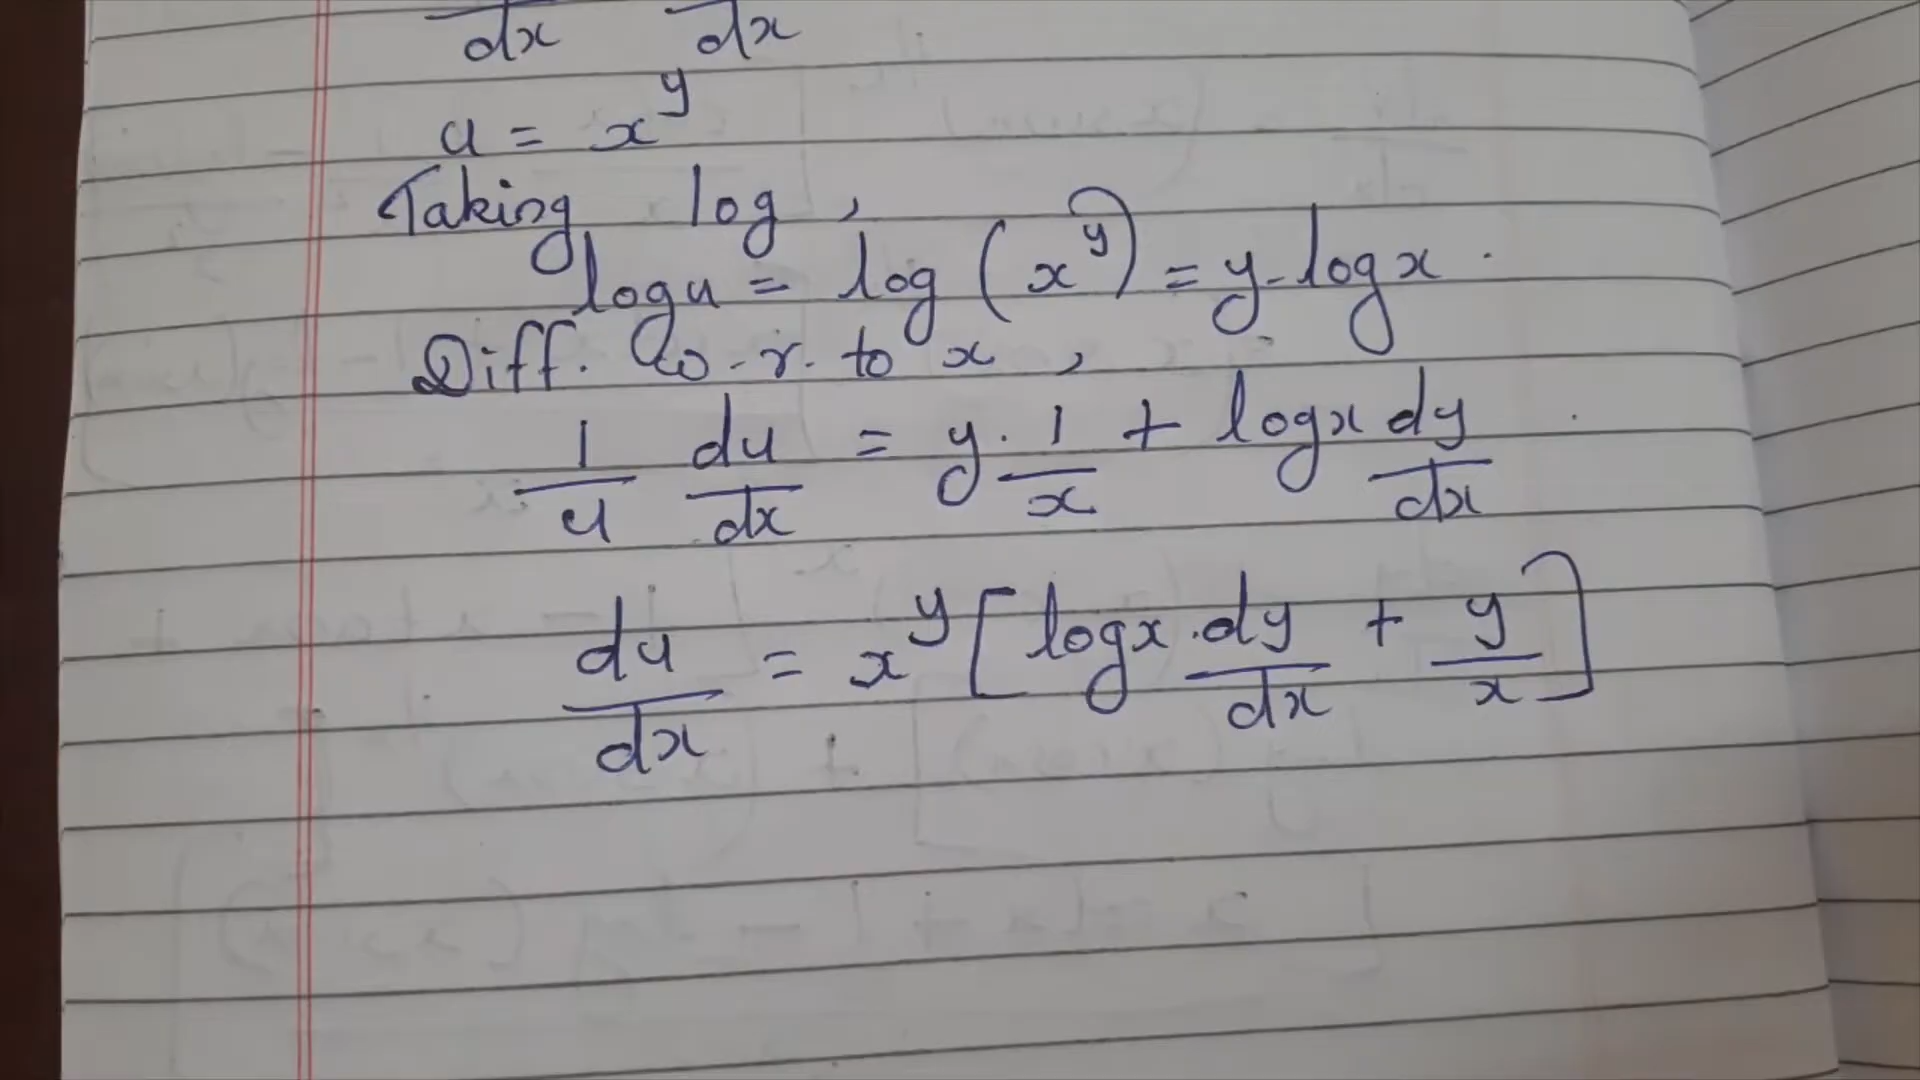 dx dx
u = x^y
Taking log,
log u = log (x^y) = y. log x.
Diff. w.r. to x,
1/u du/dx = y. 1/x + log x dy/dx.
du/dx = x^y [log x . dy/dx + y/x]